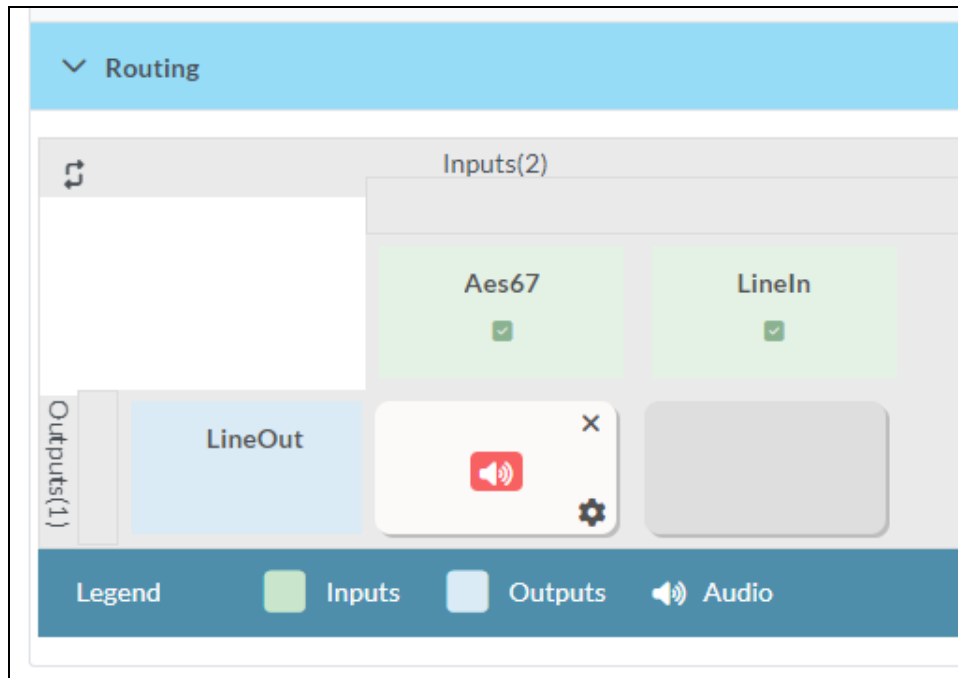 Routing
Inputs(2)
Aes67
LineIn
Outputs(1)
LineOut
Legend
Inputs
Outputs
Audio